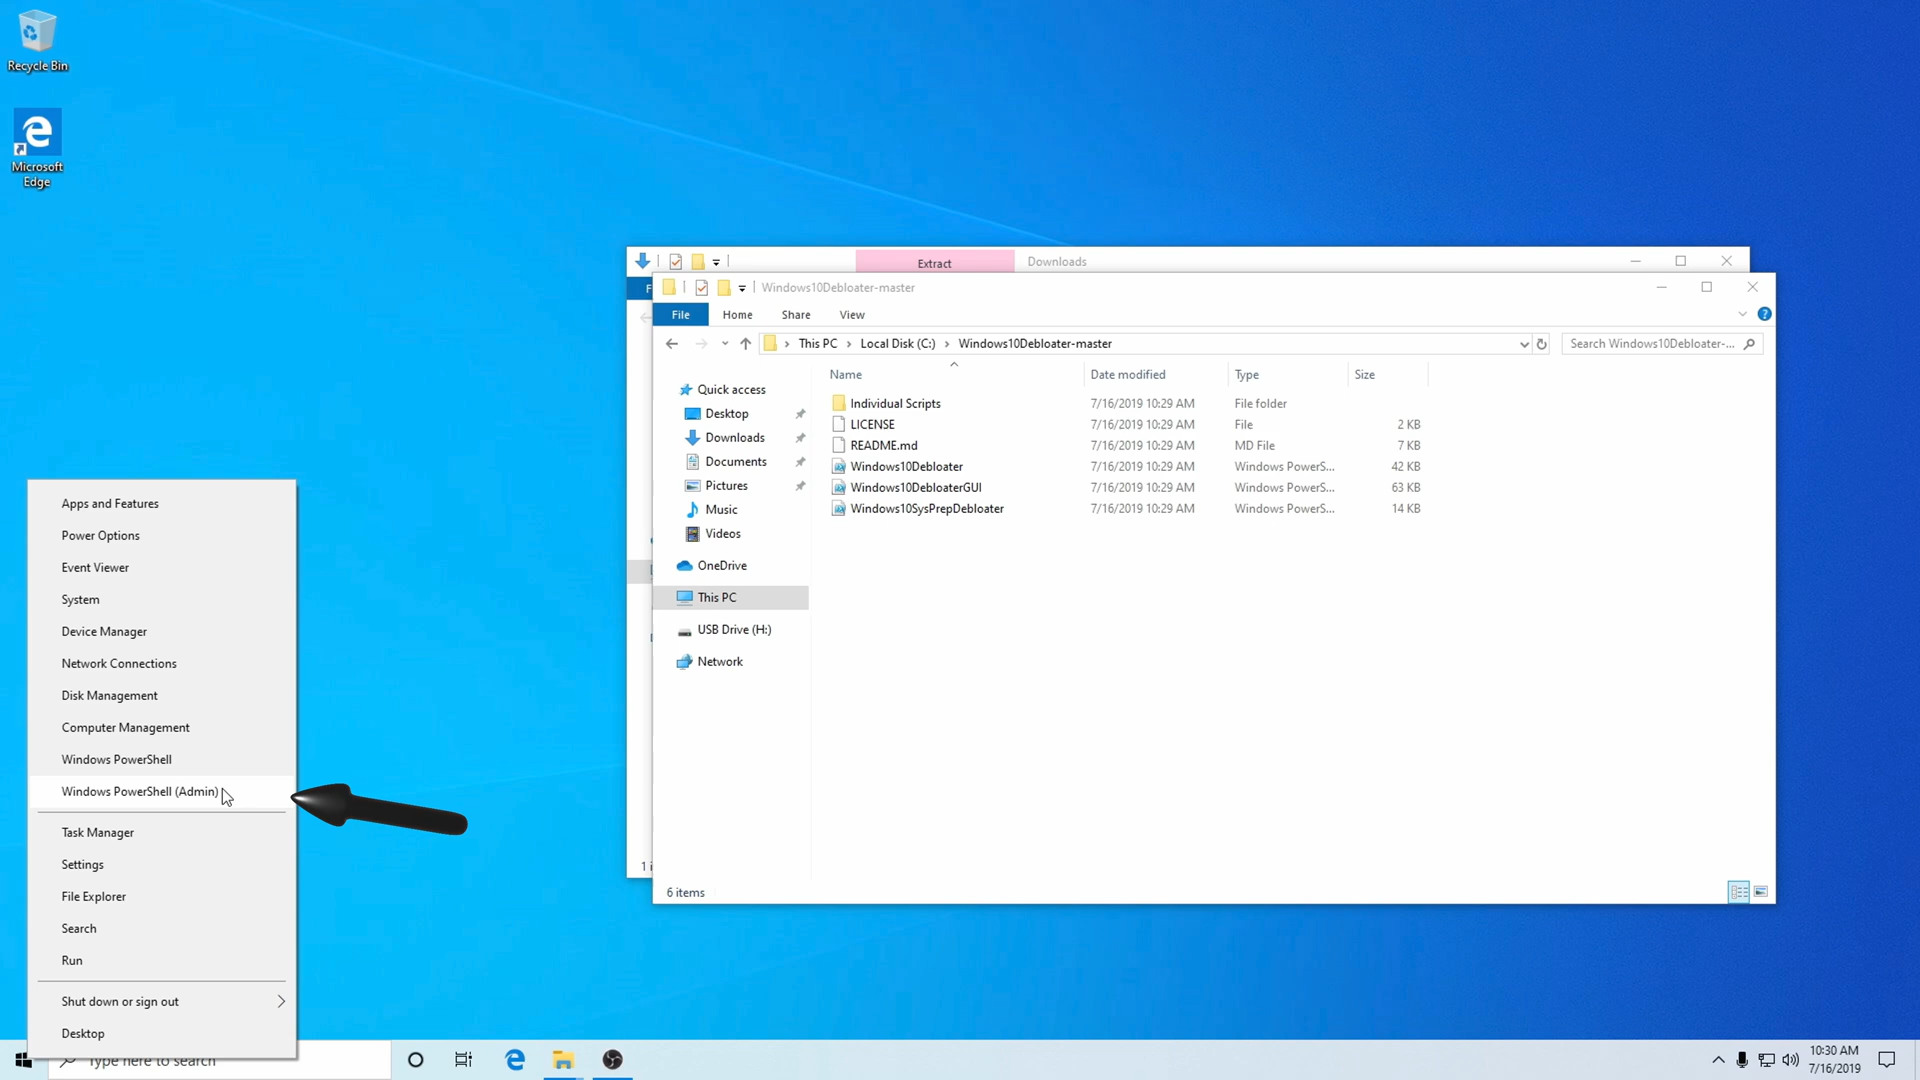 Recycle Bin
Microsoft
Edge
Extract
Downloads
Windows10Debloater-master
File
Home
Share
View
This PC
Local Disk (C:)
Windows10Debloater-master
Search Windows10Debloater-...
Name
Date modified
Type
Size
Quick access
Desktop
Downloads
Documents
Pictures
Music
Videos
OneDrive
This PC
USB Drive (H:)
Network
Individual Scripts 7/16/2019 10:29 AM File folder
LICENSE 7/16/2019 10:29 AM File 2 KB
README.md 7/16/2019 10:29 AM MD File 7 KB
Windows10Debloater 7/16/2019 10:29 AM Windows PowerS... 42 KB
Windows10DebloaterGUI 7/16/2019 10:29 AM Windows PowerS... 63 KB
Windows10SysPrepDebloater 7/16/2019 10:29 AM Windows PowerS... 14 KB
6 items
Apps and Features
Power Options
Event Viewer
System
Device Manager
Network Connections
Disk Management
Computer Management
Windows PowerShell
Windows PowerShell (Admin)
Task Manager
Settings
File Explorer
Search
Run
Shut down or sign out
Desktop
Type here to search
10:30 AM
7/16/2019